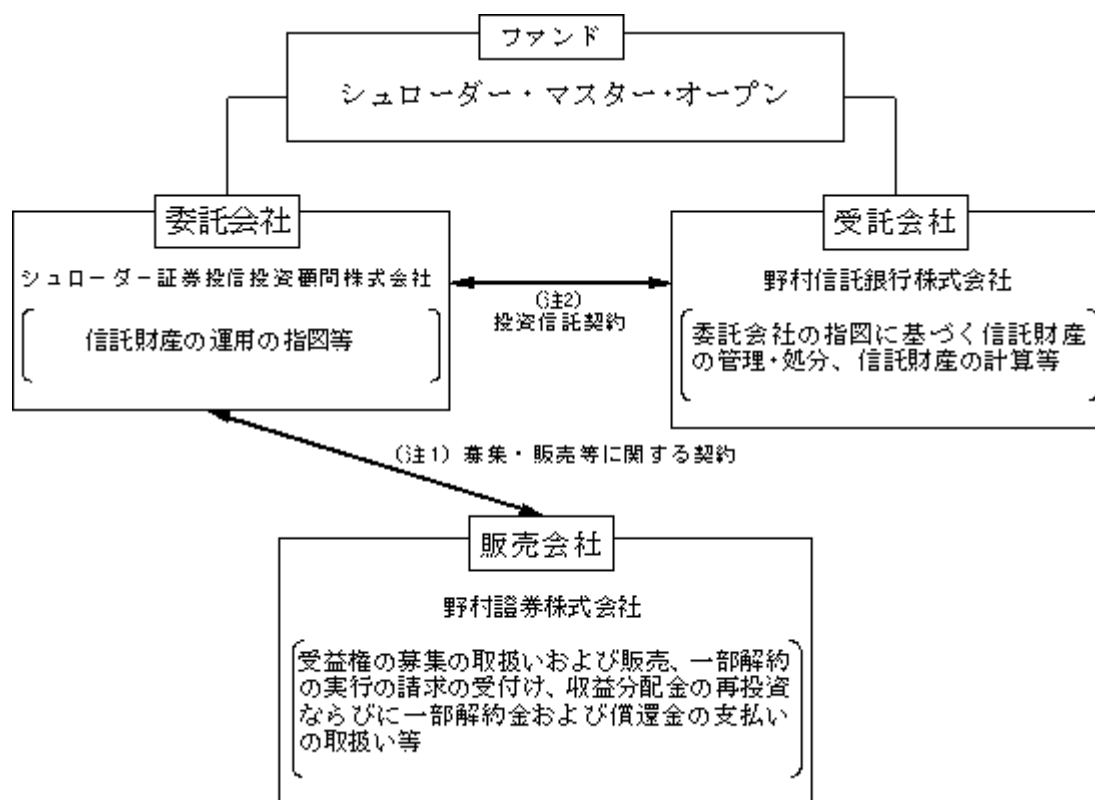 ファンド
シュローダー・マスター・オープン
委託会社
シュローダー証券投信投資顧問株式会社
信託財産の運用の指図等
(注2)
投資信託契約
受託会社
野村信託銀行株式会社
委託会社の指図に基づく信託財産
の管理・処分、信託財産の計算等
(注1) 募集・販売等に関する契約
販売会社
野村證券株式会社
受益権の募集の取扱いおよび販売、一部解約
の実行の請求の受付け、収益分配金の再投資
ならびに一部解約金および償還金の支払い
の取扱い等